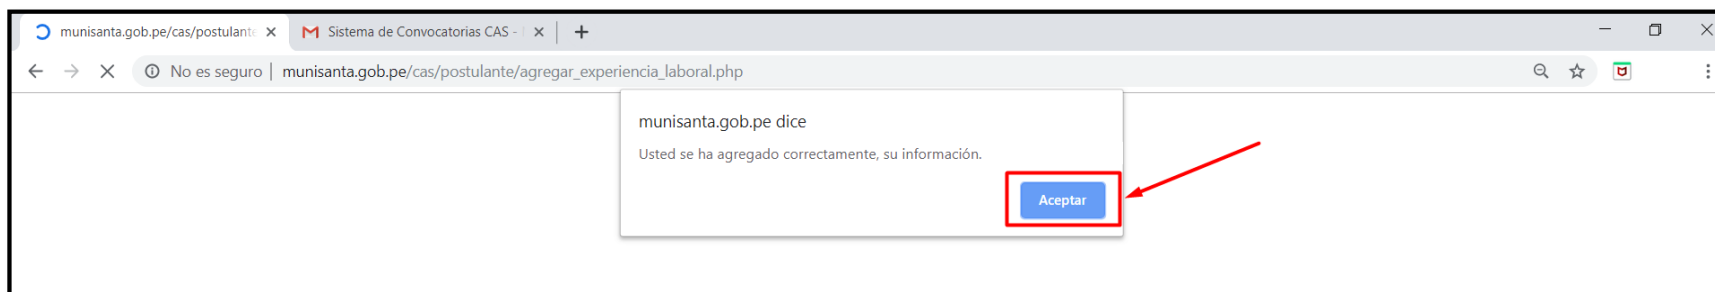 munisanta.gob.pe/cas/postulante
Sistema de Convocatorias CAS -
No es seguro | munisanta.gob.pe/cas/postulante/agregar_experiencia_laboral.php
munisanta.gob.pe dice
Usted se ha agregado correctamente, su información.
Aceptar